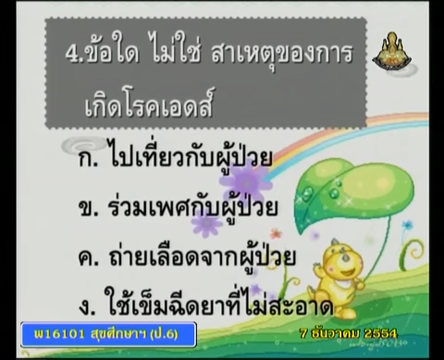 4.ข้อใด ไม่ใช่ สาเหตุของการ
เกิดโรคเอดส์
ก. ไปเที่ยวกับผู้ป่วย
ข. ร่วมเพศกับผู้ป่วย
ค. ถ่ายเลือดจากผู้ป่วย
ง. ใช้เข็มฉีดยาที่ไม่สะอาด
พ16101 สุขศึกษาฯ (ป.6)
7 ธันวาคม 2554